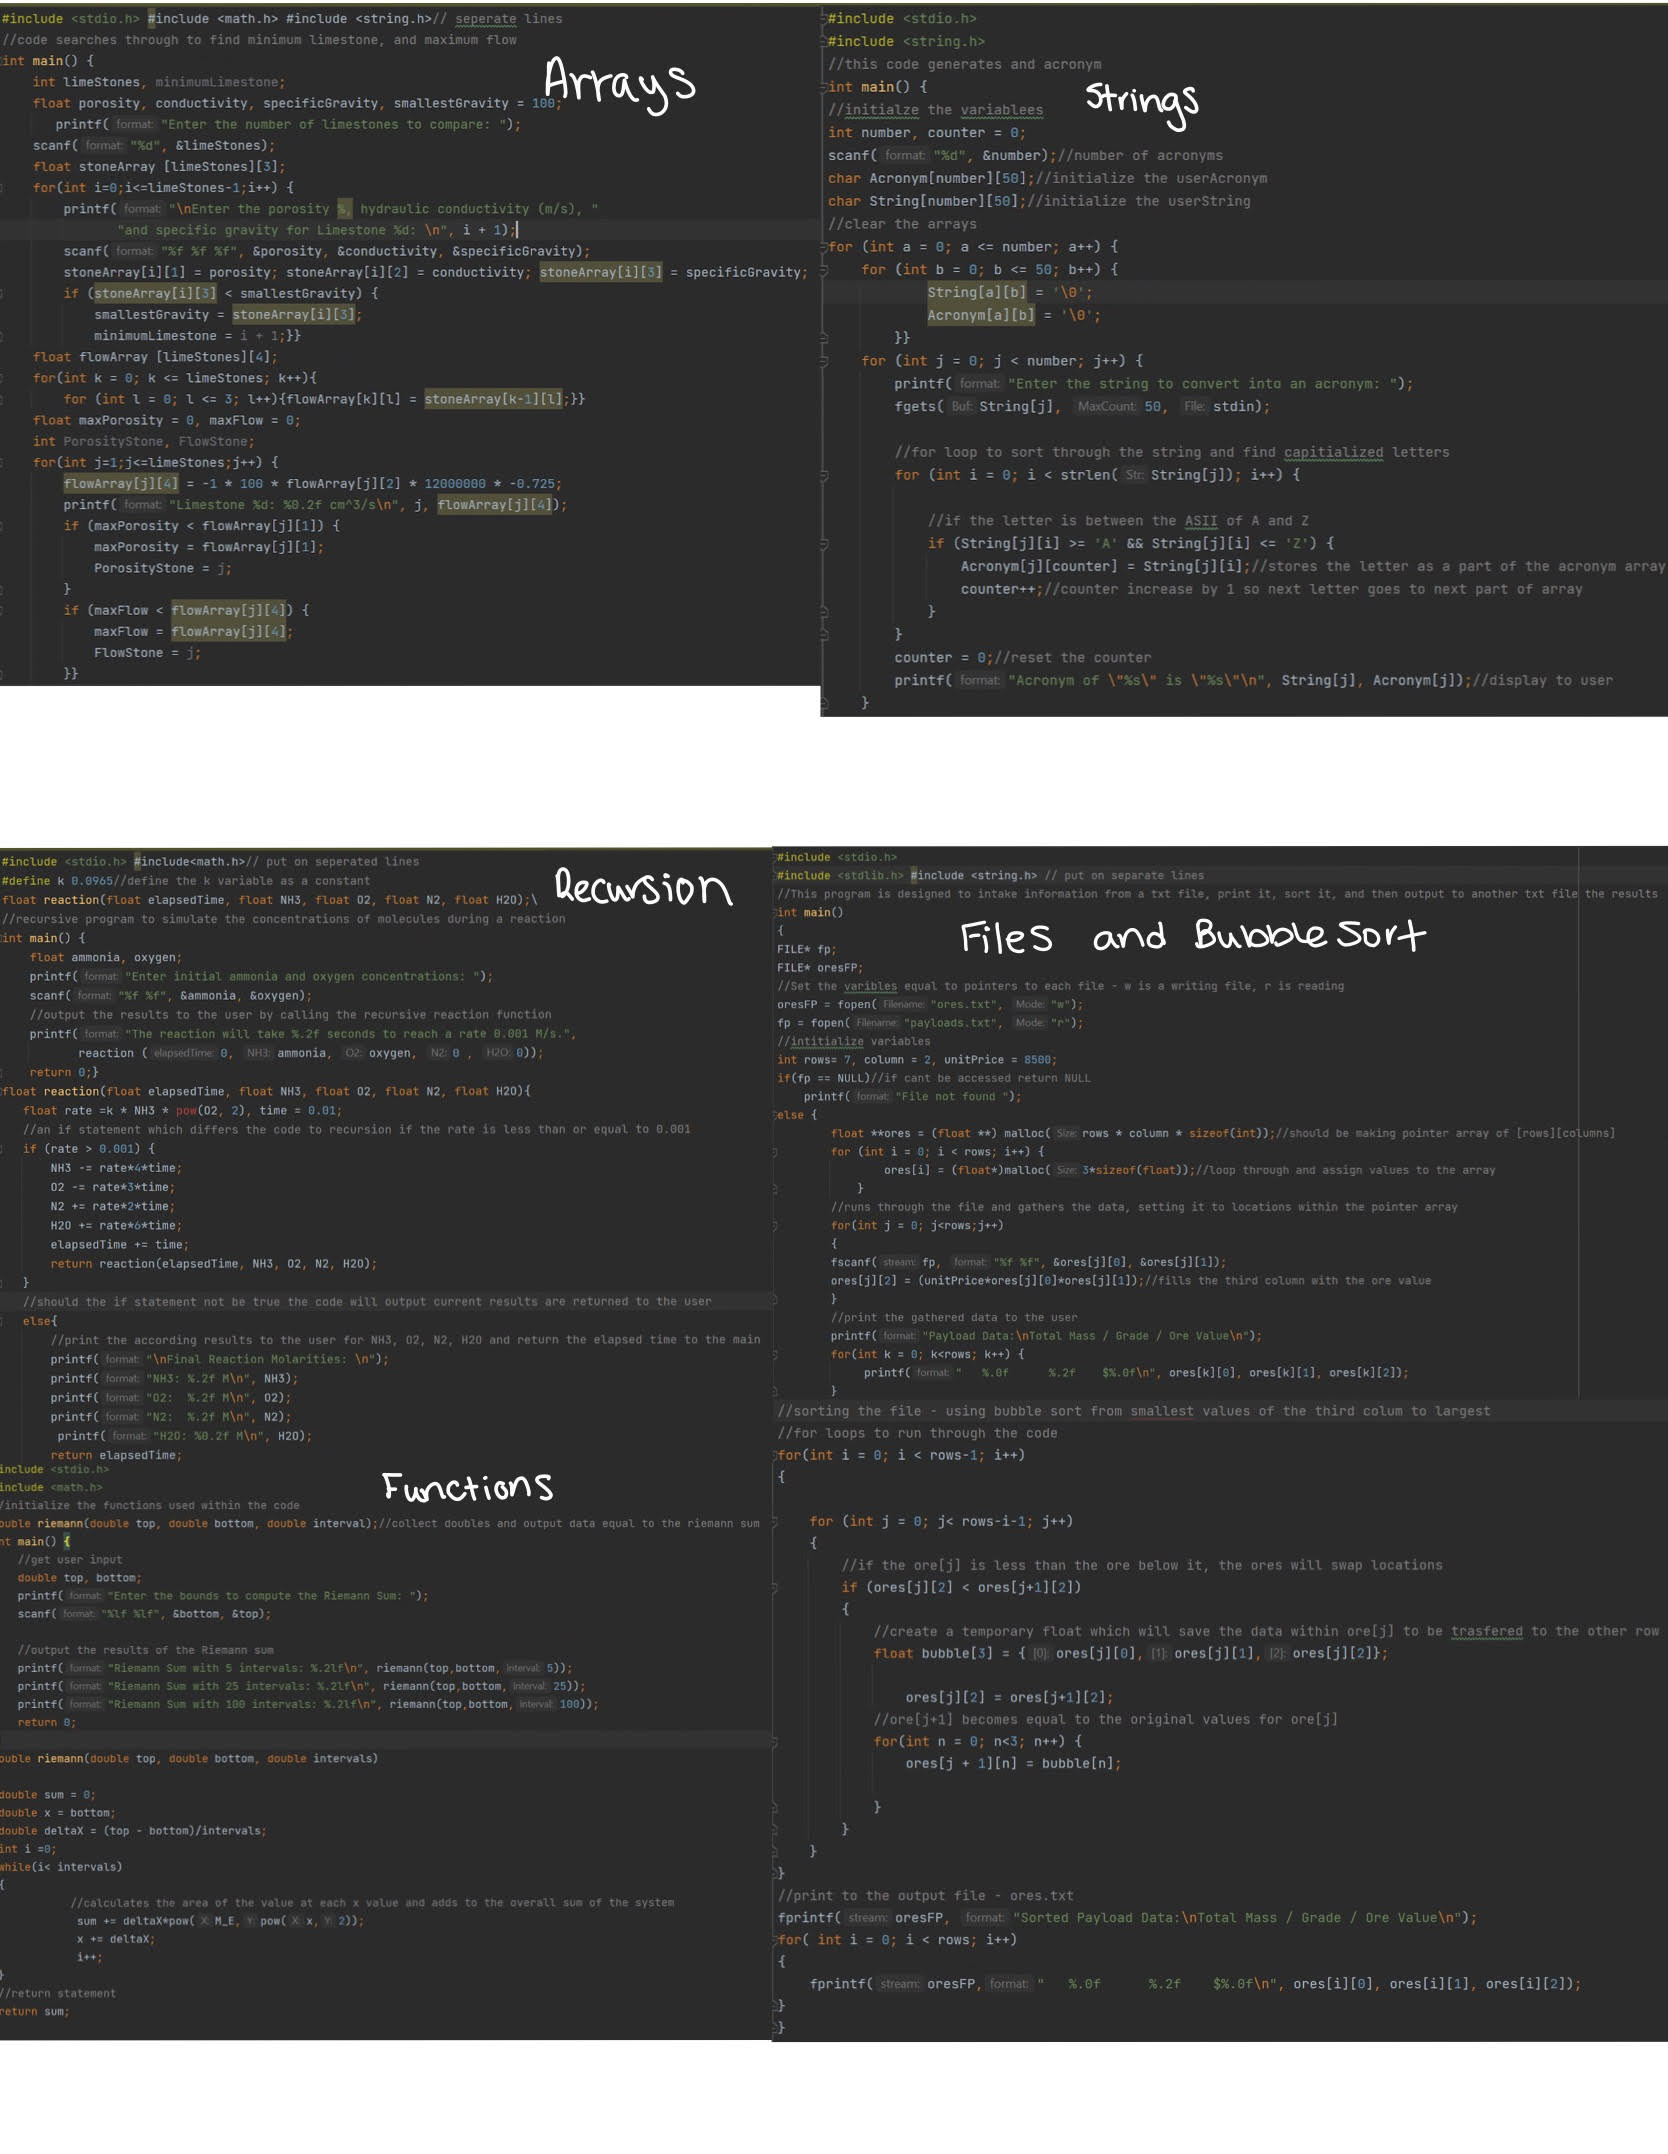 #include <stdio.h> #include <math.h> #include <string.h>// seperate lines
//code searches through to find minimum limestone, and maximum flow
int main() {
Arrays
    int limeStones, minimumLimestone;
    float porosity, conductivity, specificGravity, smallestGravity = 100;
    printf( format: "Enter the number of limestones to compare: ");
    scanf( format: "%d", &limeStones);
    float stoneArray [limeStones][3];
    for(int i=0;i<=limeStones-1;i++) {
        printf( format: "\nEnter the porosity %, hydraulic conductivity (m/s), "
               "and specific gravity for Limestone %d: \n", i + 1);
        scanf( format: "%f %f %f", &porosity, &conductivity, &specificGravity);
        stoneArray[i][1] = porosity; stoneArray[i][2] = conductivity; stoneArray[i][3] = specificGravity;
        if (stoneArray[i][3] < smallestGravity) {
            smallestGravity = stoneArray[i][3];
            minimumLimestone = i + 1;}}
    float flowArray [limeStones][4];
    for(int k = 0; k <= limeStones; k++){
        for (int l = 0; l <= 3; l++){flowArray[k][l] = stoneArray[k-1][l];}}
    float maxPorosity = 0, maxFlow = 0;
    int PorosityStone, FlowStone;
    for(int j=1;j<=limeStones;j++) {
        flowArray[j][4] = -1 * 100 * flowArray[j][2] * 12000000 * -0.725;
        printf( format: "Limestone %d: %0.2f cm^3/s\n", j, flowArray[j][4]);
        if (maxPorosity < flowArray[j][1]) {
            maxPorosity = flowArray[j][1];
            PorosityStone = j;
        }
        if (maxFlow < flowArray[j][4]) {
            maxFlow = flowArray[j][4];
            FlowStone = j;
        }}
#include <stdio.h>
#include <string.h>
//this code generates and acronym
int main() {
Strings
//initialze the variablees
int number, counter = 0;
scanf( format: "%d", &number);//number of acronyms
char Acronym[number][50];//initialize the userAcronym
char String[number][50];//initialize the userString
//clear the arrays
for (int a = 0; a <= number; a++) {
    for (int b = 0; b <= 50; b++) {
            String[a][b] = '\0';
            Acronym[a][b] = '\0';
        }}
    for (int j = 0; j < number; j++) {
        printf( format: "Enter the string to convert into an acronym: ");
        fgets( Buf: String[j], MaxCount: 50, File: stdin);
        //for loop to sort through the string and find capitialized letters
        for (int i = 0; i < strlen( Str: String[j]); i++) {
            //if the letter is between the ASII of A and Z
            if (String[j][i] >= 'A' && String[j][i] <= 'Z') {
                Acronym[j][counter] = String[j][i];//stores the letter as a part of the acronym array
                counter++;//counter increase by 1 so next letter goes to next part of array
            }
        }
        counter = 0;//reset the counter
        printf( format: "Acronym of \"%s\" is \"%s\"\n", String[j], Acronym[j]);//display to user
    }
#include <stdio.h> #include<math.h>// put on seperated lines
#define k 0.0965//define the k variable as a constant
Recursion
float reaction(float elapsedTime, float NH3, float O2, float N2, float H2O);\
//recursive program to simulate the concentrations of molecules during a reaction
int main() {
    float ammonia, oxygen;
    printf( format: "Enter initial ammonia and oxygen concentrations: ");
    scanf( format: "%f %f", &ammonia, &oxygen);
    //output the results to the user by calling the recursive reaction function
    printf( format: "The reaction will take %.2f seconds to reach a rate 0.001 M/s.",
           reaction ( elapsedTime: 0, NH3: ammonia, O2: oxygen, N2: 0 , H2O: 0));
    return 0;}
float reaction(float elapsedTime, float NH3, float O2, float N2, float H2O){
    float rate =k * NH3 * pow(O2, 2), time = 0.01;
    //an if statement which differs the code to recursion if the rate is less than or equal to 0.001
    if (rate > 0.001) {
        NH3 -= rate*4*time;
        O2 -= rate*3*time;
        N2 += rate*2*time;
        H2O += rate*6*time;
        elapsedTime += time;
        return reaction(elapsedTime, NH3, O2, N2, H2O);
    }
    //should the if statement not be true the code will output current results are returned to the user
    else{
        //print the according results to the user for NH3, O2, N2, H2O and return the elapsed time to the main
        printf( format: "\nFinal Reaction Molarities: \n");
        printf( format: "NH3: %.2f M\n", NH3);
        printf( format: "O2:  %.2f M\n", O2);
        printf( format: "N2:  %.2f M\n", N2);
        printf( format: "H2O: %0.2f M\n", H2O);
        return elapsedTime;
include <stdio.h>
include <math.h>
Functions
/initialize the functions used within the code
ouble riemann(double top, double bottom, double interval);//collect doubles and output data equal to the riemann sum
nt main() {
    //get user input
    double top, bottom;
    printf( format: "Enter the bounds to compute the Riemann Sum: ");
    scanf( format: "%lf %lf", &bottom, &top);
    //output the results of the Riemann sum
    printf( format: "Riemann Sum with 5 intervals: %.2lf\n", riemann(top,bottom, interval: 5));
    printf( format: "Riemann Sum with 25 intervals: %.2lf\n", riemann(top,bottom, interval: 25));
    printf( format: "Riemann Sum with 100 intervals: %.2lf\n", riemann(top,bottom, interval: 100));
    return 0;
ouble riemann(double top, double bottom, double intervals)
double sum = 0;
double x = bottom;
double deltaX = (top - bottom)/intervals;
int i =0;
while(i< intervals)
{
        //calculates the area of the value at each x value and adds to the overall sum of the system
         sum += deltaX*pow( X: M_E, Y: pow( X: x, Y: 2));
         x += deltaX;
         i++;
}
//return statement
return sum;
#include <stdio.h>
#include <stdlib.h> #include <string.h> // put on separate lines
//This program is designed to intake information from a txt file, print it, sort it, and then output to another txt file the results
int main()
{
Files and Bubble Sort
FILE* fp;
FILE* oresFP;
//Set the varibles equal to pointers to each file - w is a writing file, r is reading
oresFP = fopen( Filename: "ores.txt", Mode: "w");
fp = fopen( Filename: "payloads.txt", Mode: "r");
//intitialize variables
int rows= 7, column = 2, unitPrice = 8500;
if(fp == NULL)//if cant be accessed return NULL
    printf( format: "File not found ");
else {
        float **ores = (float **) malloc( Size: rows * column * sizeof(int));//should be making pointer array of [rows][columns]
        for (int i = 0; i < rows; i++) {
                ores[i] = (float*)malloc( Size: 3*sizeof(float));//loop through and assign values to the array
            }
        //runs through the file and gathers the data, setting it to locations within the pointer array
        for(int j = 0; j<rows;j++)
        {
        fscanf( stream: fp, format: "%f %f", &ores[j][0], &ores[j][1]);
        ores[j][2] = (unitPrice*ores[j][0]*ores[j][1]);//fills the third column with the ore value
        }
        //print the gathered data to the user
        printf( format: "Payload Data:\nTotal Mass / Grade / Ore Value\n");
        for(int k = 0; k<rows; k++) {
            printf( format: "   %.0f      %.2f    $%.0f\n", ores[k][0], ores[k][1], ores[k][2]);
        }
//sorting the file - using bubble sort from smallest values of the third colum to largest
//for loops to run through the code
for(int i = 0; i < rows-1; i++)
{
    for (int j = 0; j< rows-i-1; j++)
    {
        //if the ore[j] is less than the ore below it, the ores will swap locations
        if (ores[j][2] < ores[j+1][2])
        {
            //create a temporary float which will save the data within ore[j] to be trasfered to the other row
            float bubble[3] = { [0]: ores[j][0], [1]: ores[j][1], [2]: ores[j][2]};
                ores[j][2] = ores[j+1][2];
            //ore[j+1] becomes equal to the original values for ore[j]
            for(int n = 0; n<3; n++) {
                ores[j + 1][n] = bubble[n];
            }
        }
    }
}
//print to the output file - ores.txt
fprintf( stream: oresFP, format: "Sorted Payload Data:\nTotal Mass / Grade / Ore Value\n");
for( int i = 0; i < rows; i++)
{
    fprintf( stream: oresFP, format: "   %.0f      %.2f    $%.0f\n", ores[i][0], ores[i][1], ores[i][2]);
}
}